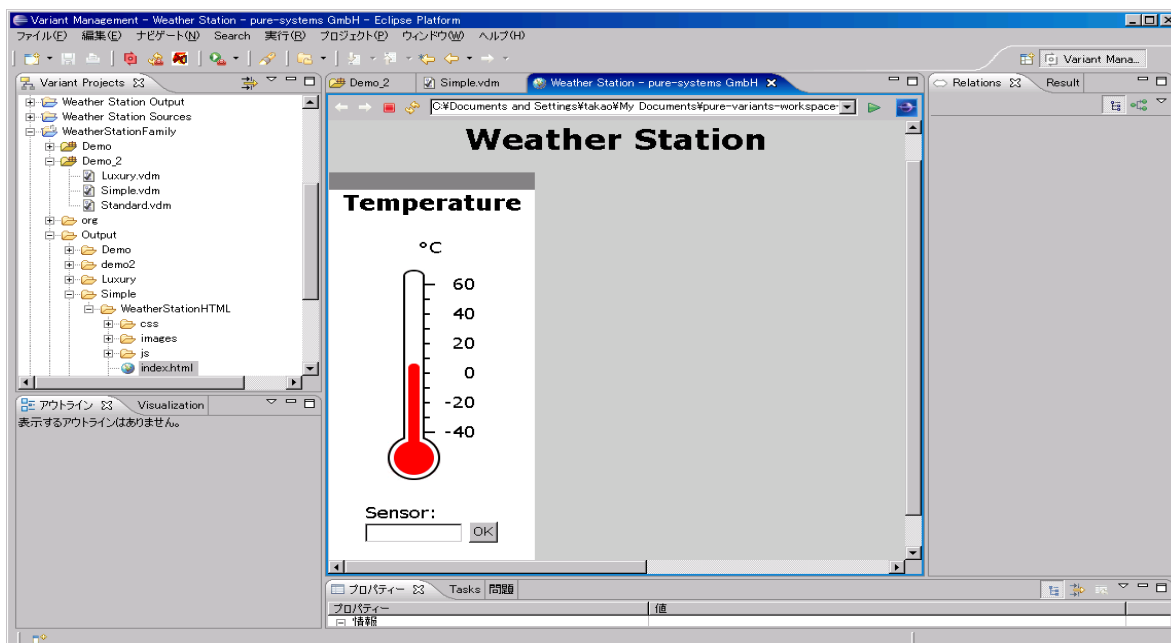 Variant Management - Weather Station - pure-systems GmbH - Eclipse Platform
ファイル(F) 編集(E) ナビゲート(N) Search 実行(R) プロジェクト(P) ウィンドウ(W) ヘルプ(H)
Variant Mana...
Variant Projects
Weather Station Output
Weather Station Sources
WeatherStationFamily
Demo
Demo_2
Luxury.vdm
Simple.vdm
Standard.vdm
org
Output
Demo
demo2
Luxury
Simple
WeatherStationHTML
css
images
js
index.html
アウトライン Visualization
表示するアウトラインはありません。
Demo_2 Simple.vdm Weather Station - pure-systems GmbH
C:¥Documents and Settings¥takao¥My Documents¥pure-variants-workspace-
Weather Station
Temperature
°C
60
40
20
0
-20
-40
Sensor:
OK
Relations Result
プロパティー Tasks 問題
プロパティー 値
情報